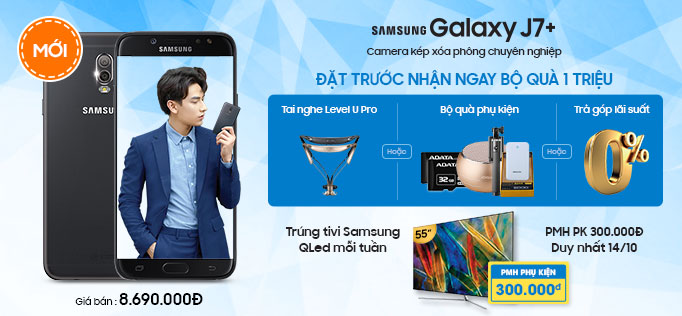 MỚI
SAMSUNG
SAMSU
SAMSUNG Galaxy J7+
Camera kép xóa phông chuyên nghiệp
ĐẶT TRƯỚC NHẬN NGAY BỘ QUÀ 1 TRIỆU
Tai nghe Level U Pro
Hoặc
Bộ quà phụ kiện
ADATA
ADATA
32GB
Hoặc
Trả góp lãi suất
0%
Trúng tivi Samsung
QLed mỗi tuần
55"
PMH PK 300.000Đ
Duy nhất 14/10
PMH PHỤ KIỆN
300.000đ
Giá bán : 8.690.000Đ